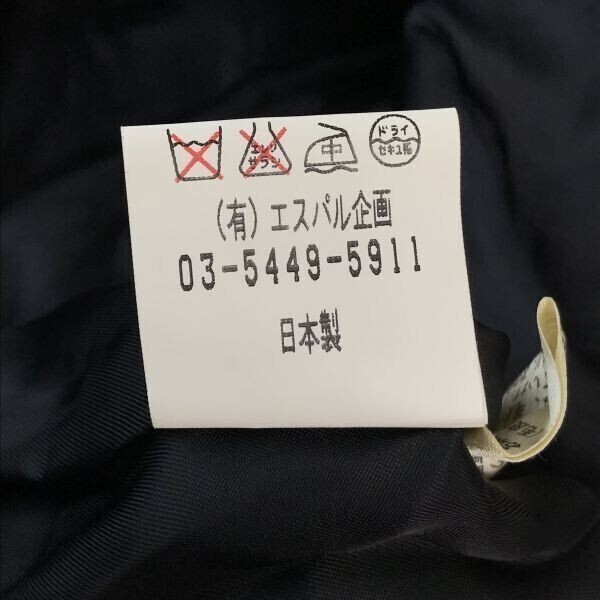 エンソ サラシ 中 ドライ
セキユ系
(有)エスパル企画
03-5449-5911
日本製